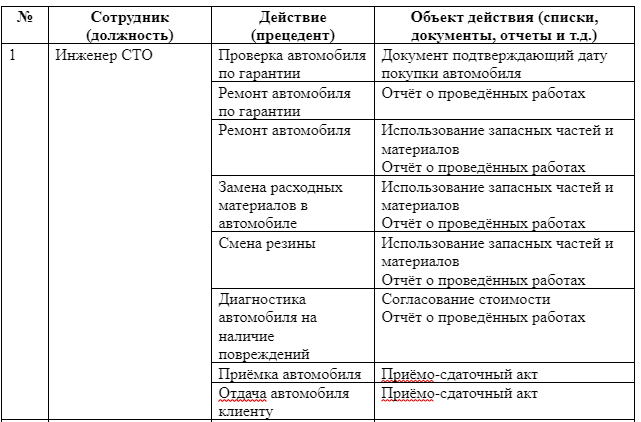 № Сотрудник (должность) Действие (прецедент) Объект действия (списки, документы, отчеты и т.д.)
1 Инженер СТО Проверка автомобиля Документ подтверждающий дату
по гарантии покупки автомобиля
Ремонт автомобиля Отчёт о проведённых работах
по гарантии
Ремонт автомобиля Использование запасных частей и
материалов
Отчёт о проведённых работах
Замена расходных Использование запасных частей и
материалов в материалов
автомобиле Отчёт о проведённых работах
Смена резины Использование запасных частей и
материалов
Отчёт о проведённых работах
Диагностика Согласование стоимости
автомобиля на Отчёт о проведённых работах
наличие
повреждений
Приёмка автомобиля Приёмо-сдаточный акт
Отдача автомобиля Приёмо-сдаточный акт
клиенту